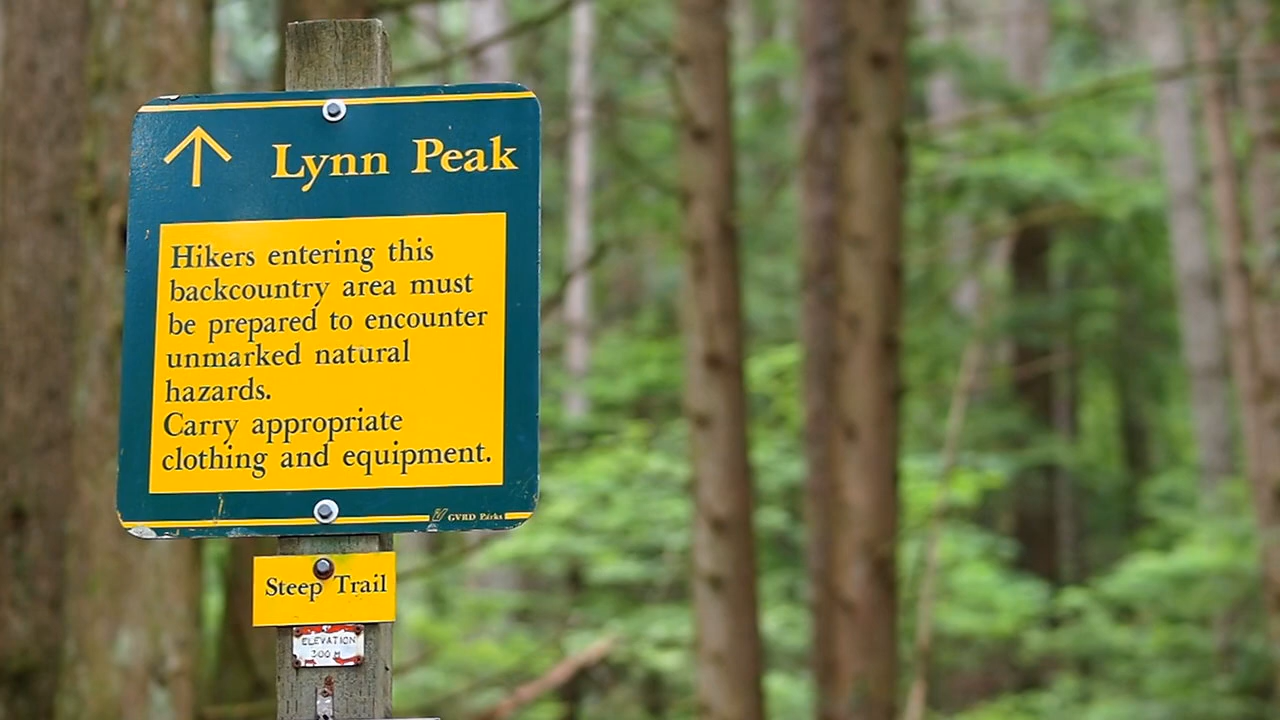 Lynn Peak
Hikers entering this
backcountry area must
be prepared to encounter
unmarked natural
hazards.
Carry appropriate
clothing and equipment.
GVRD Parks
Steep Trail
ELEVATION
300 M